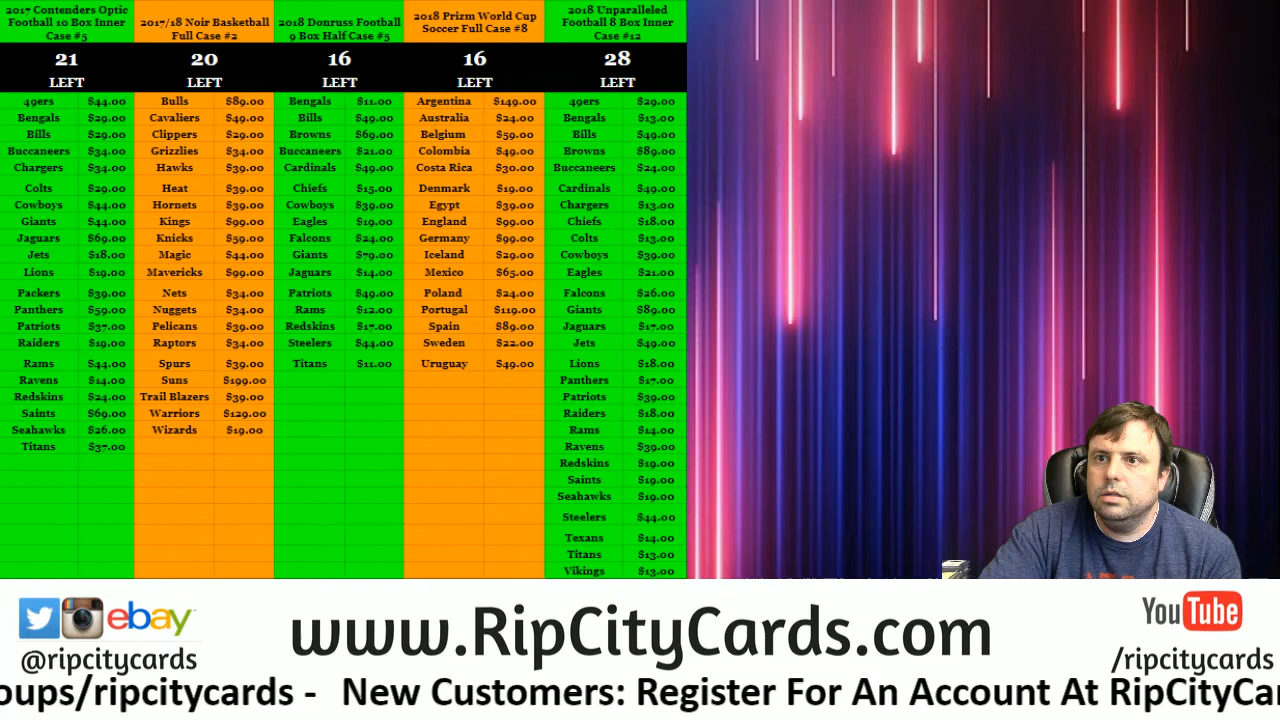 2017 Contenders Optic
Football 10 Box Inner
Case #5
21
LEFT
49ers $44.00
Bengals $29.00
Bills $29.00
Buccaneers $34.00
Chargers $34.00
Colts $29.00
Cowboys $44.00
Giants $44.00
Jaguars $69.00
Jets $18.00
Lions $19.00
Packers $39.00
Panthers $59.00
Patriots $37.00
Raiders $19.00
Rams $44.00
Ravens $14.00
Redskins $24.00
Saints $69.00
Seahawks $26.00
Titans $37.00
2017/18 Noir Basketball
Full Case #2
20
LEFT
Bulls $89.00
Cavaliers $49.00
Clippers $29.00
Grizzlies $34.00
Hawks $39.00
Heat $39.00
Hornets $39.00
Kings $99.00
Knicks $59.00
Magic $44.00
Mavericks $99.00
Nets $34.00
Nuggets $34.00
Pelicans $39.00
Raptors $34.00
Spurs $39.00
Suns $199.00
Trail Blazers $39.00
Warriors $129.00
Wizards $19.00
2018 Donruss Football
9 Box Half Case #5
16
LEFT
Bengals $11.00
Bills $49.00
Browns $69.00
Buccaneers $21.00
Cardinals $49.00
Chiefs $15.00
Cowboys $39.00
Eagles $19.00
Falcons $24.00
Giants $79.00
Jaguars $14.00
Patriots $49.00
Rams $12.00
Redskins $17.00
Steelers $44.00
Titans $11.00
2018 Prizm World Cup
Soccer Full Case #8
16
LEFT
Argentina $149.00
Australia $24.00
Belgium $59.00
Colombia $49.00
Costa Rica $30.00
Denmark $19.00
Egypt $39.00
England $99.00
Germany $99.00
Iceland $29.00
Mexico $65.00
Poland $24.00
Portugal $119.00
Spain $89.00
Sweden $22.00
Uruguay $49.00
2018 Unparalleled
Football 8 Box Inner
Case #12
28
LEFT
49ers $29.00
Bengals $13.00
Bills $49.00
Browns $89.00
Buccaneers $24.00
Cardinals $49.00
Chargers $13.00
Chiefs $18.00
Colts $13.00
Cowboys $39.00
Eagles $21.00
Falcons $26.00
Giants $89.00
Jaguars $17.00
Jets $49.00
Lions $18.00
Panthers $17.00
Patriots $39.00
Raiders $18.00
Rams $14.00
Ravens $39.00
Redskins $19.00
Saints $19.00
Seahawks $19.00
Steelers $44.00
Texans $14.00
Titans $13.00
Vikings $13.00
ebay
@ripcitycards
www.RipCityCards.com
YouTube
/ripcitycards
oups/ripcitycards - New Customers: Register For An Account At RipCityCar